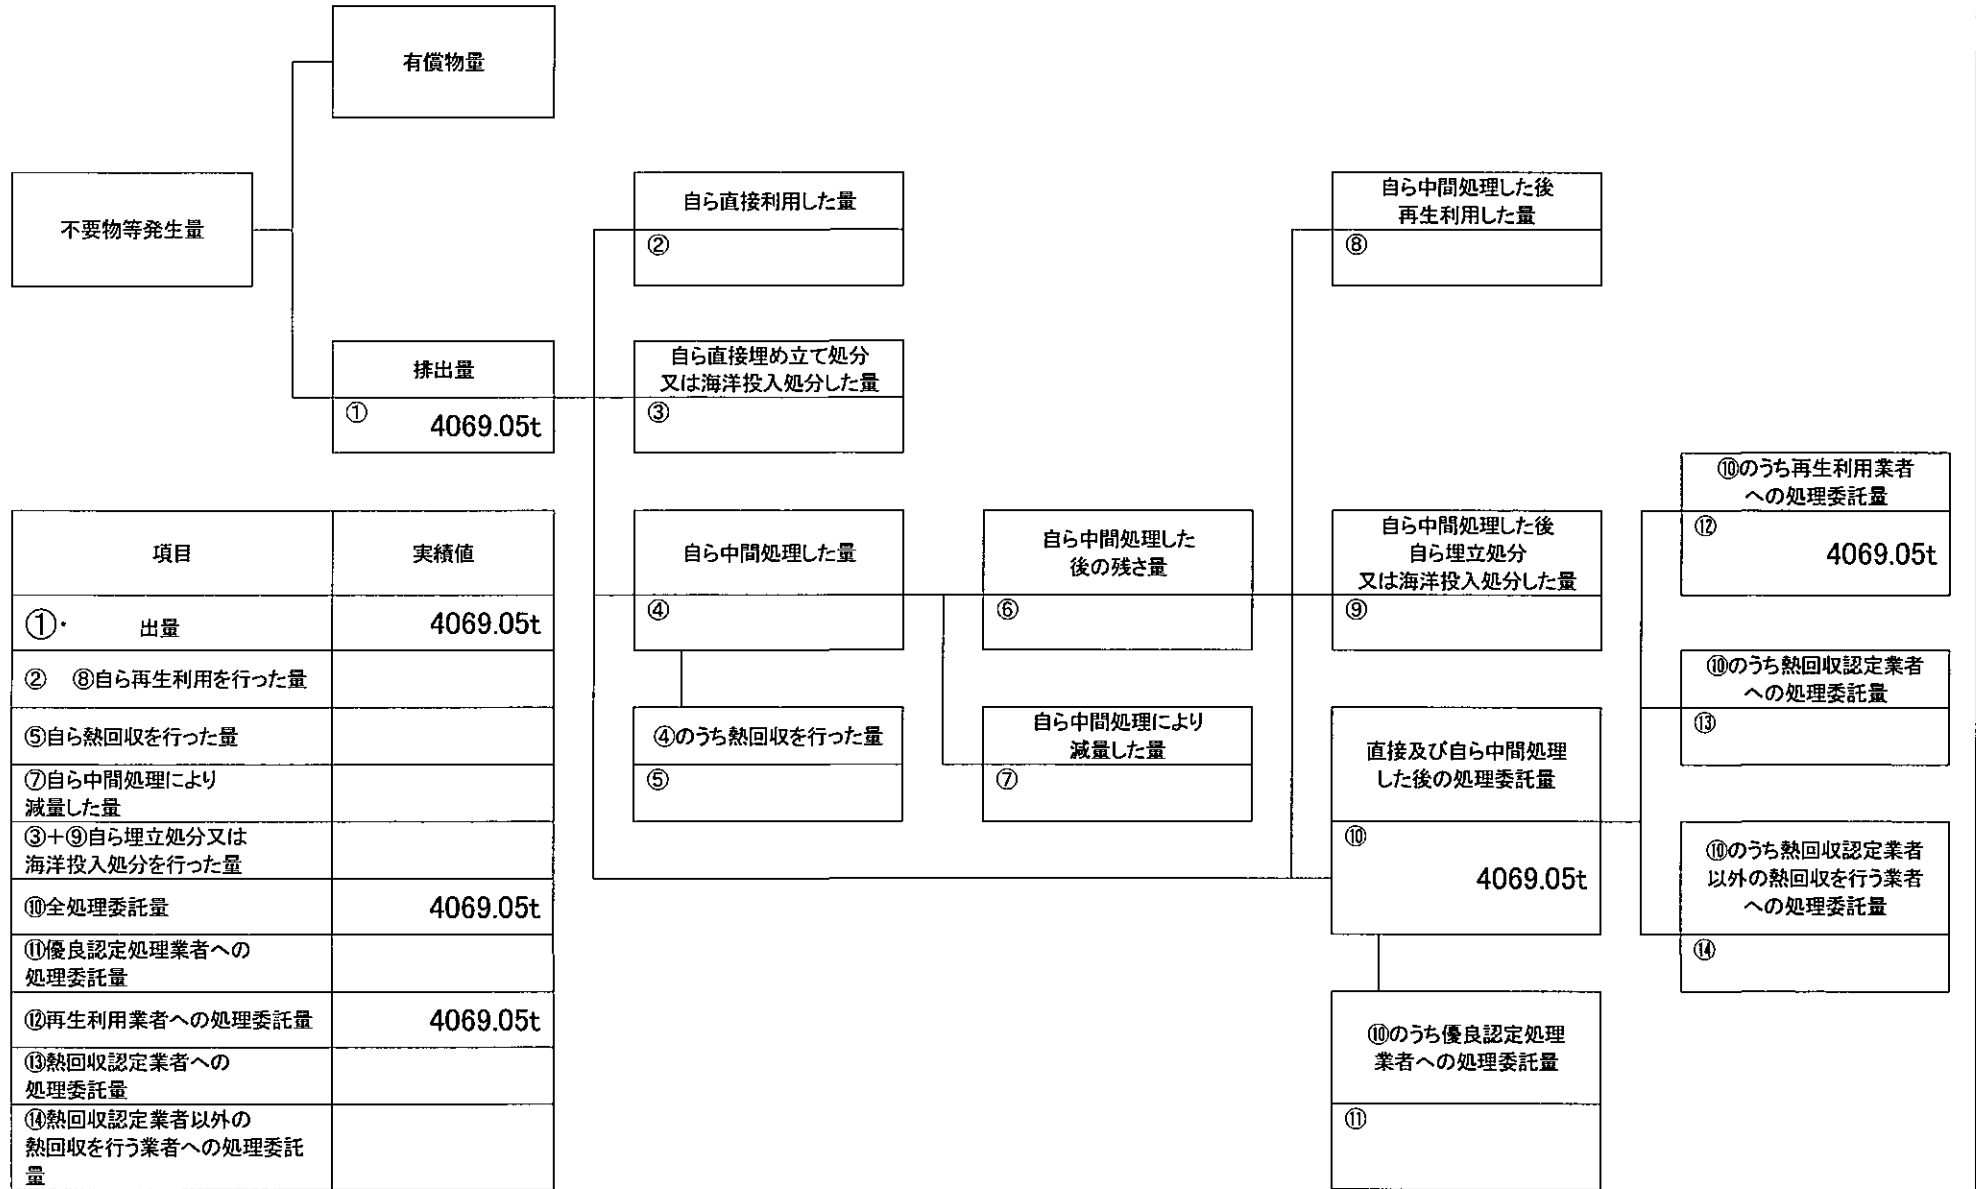 有償物量
不要物等発生量
排出量
①
4069.05t
自ら直接利用した量
②
自ら直接埋め立て処分
又は海洋投入処分した量
③
自ら中間処理した量
④
④のうち熱回収を行った量
⑤
自ら中間処理した
後の残さ量
⑥
自ら中間処理により
減量した量
⑦
自ら中間処理した後
再生利用した量
⑧
自ら中間処理した後
自ら埋立処分
又は海洋投入処分した量
⑨
直接及び自ら中間処理
した後の処理委託量
⑩
4069.05t
⑩のうち優良認定処理
業者への処理委託量
⑪
⑩のうち再生利用業者
への処理委託量
⑫
4069.05t
⑩のうち熱回収認定業者
への処理委託量
⑬
⑩のうち熱回収認定業者
以外の熱回収を行う業者
への処理委託量
⑭
項目 実績値
①・ 出量 4069.05t
② ⑧自ら再生利用を行った量
⑤自ら熱回収を行った量
⑦自ら中間処理により
減量した量
③＋⑨自ら埋立処分又は
海洋投入処分を行った量
⑩全処理委託量 4069.05t
⑪優良認定処理業者への
処理委託量
⑫再生利用業者への処理委託量 4069.05t
⑬熱回収認定業者への
処理委託量
⑭熱回収認定業者以外の
熱回収を行う業者への処理委託
量